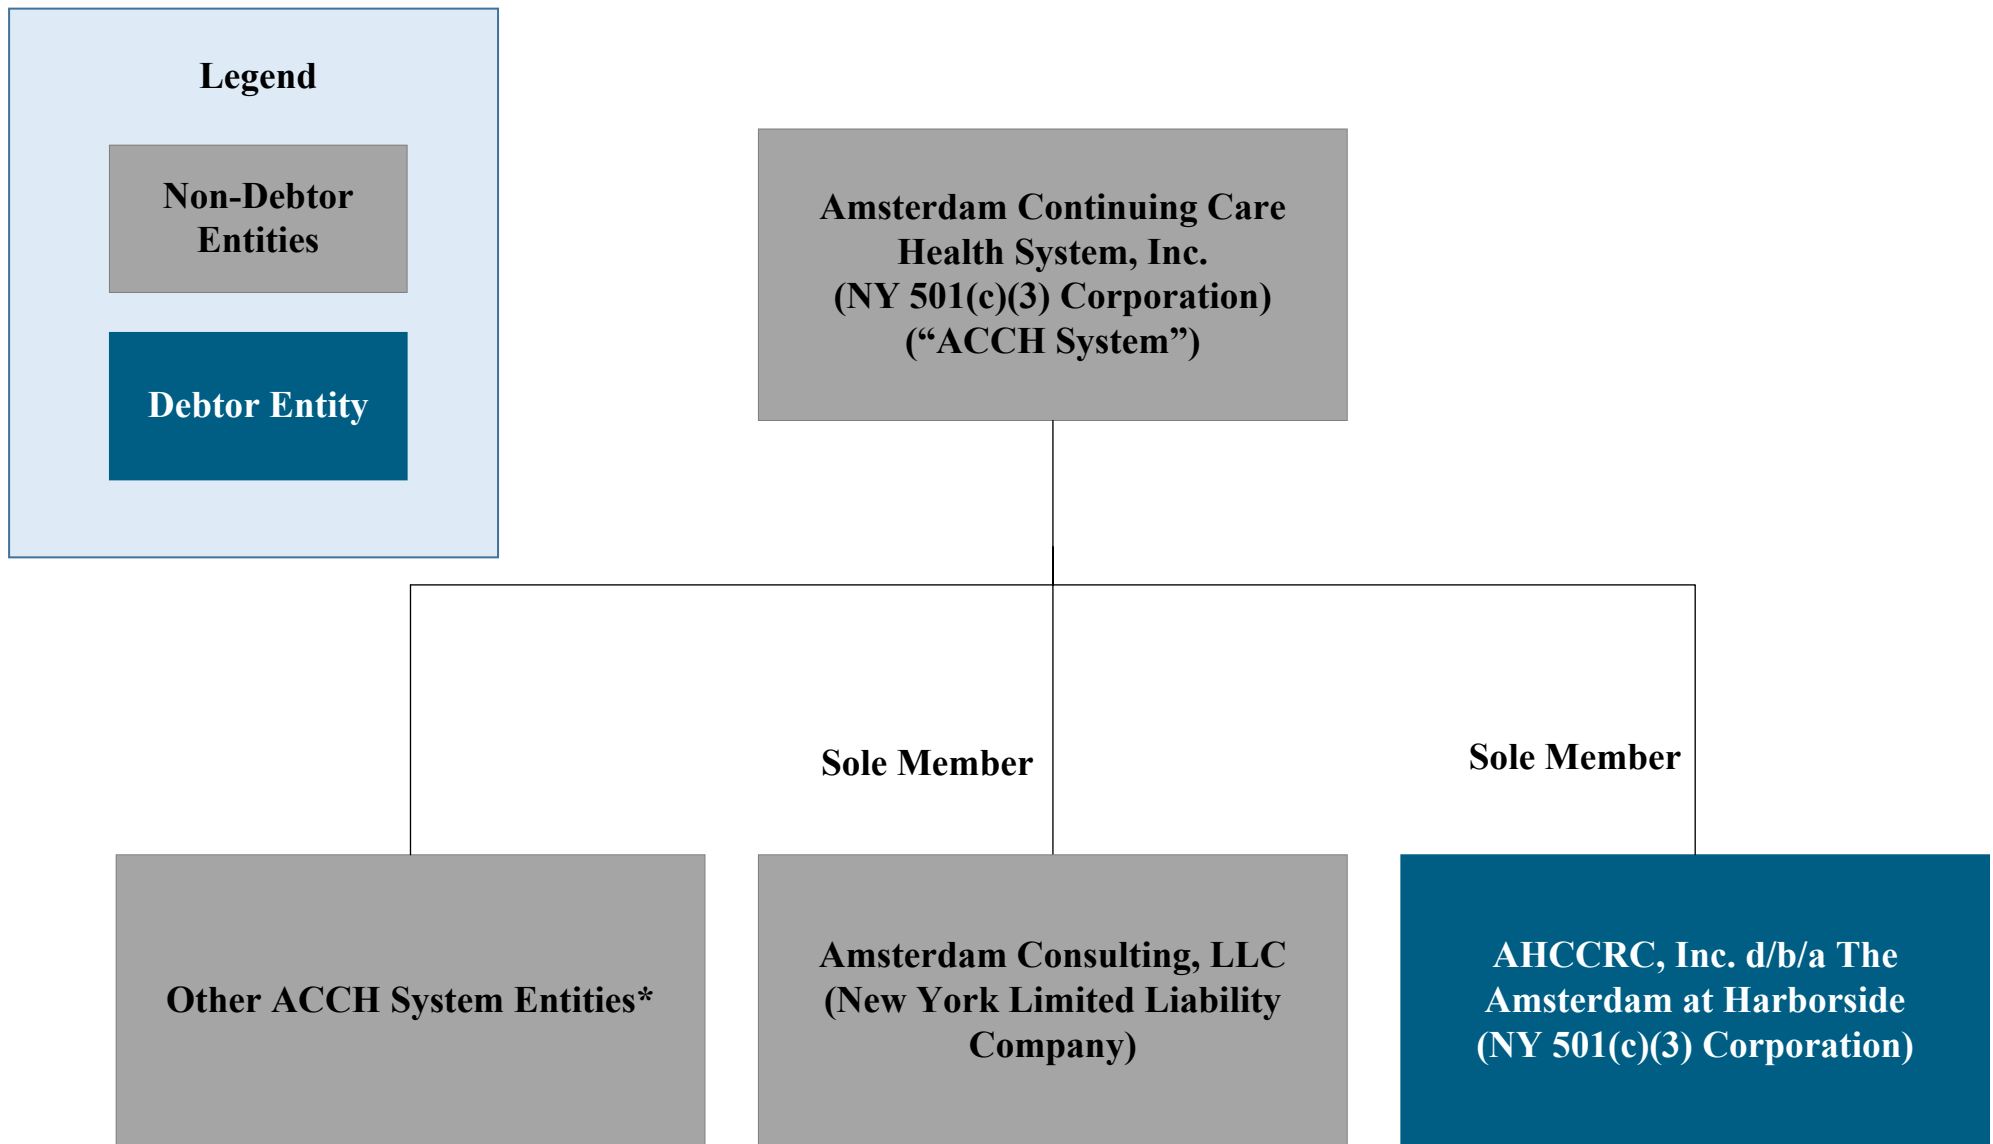 Legend
Non-Debtor
Entities
Debtor Entity
Amsterdam Continuing Care
Health System, Inc.
(NY 501(c)(3) Corporation)
(“ACCH System”)
Sole Member
Sole Member
Other ACCH System Entities*
Amsterdam Consulting, LLC
(New York Limited Liability
Company)
AHCCRC, Inc. d/b/a The
Amsterdam at Harborside
(NY 501(c)(3) Corporation)